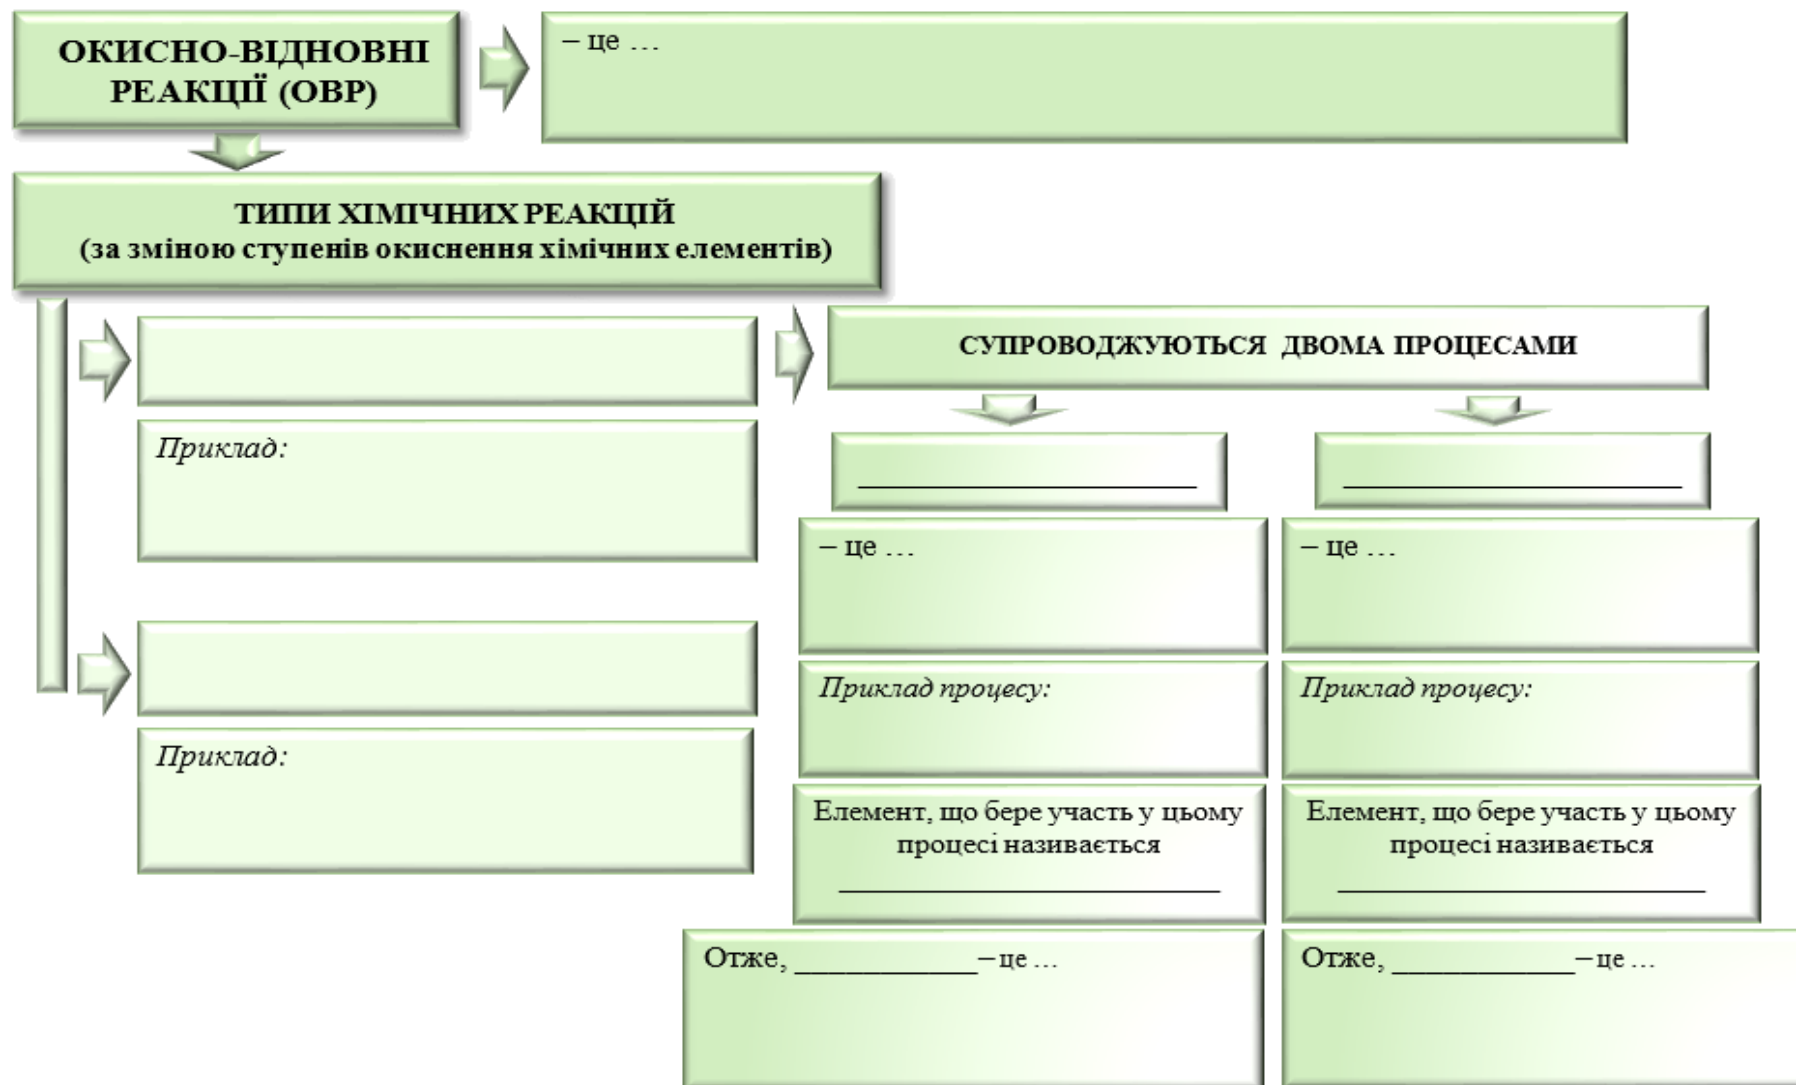 ОКИСНО-ВІДНОВНІ
РЕАКЦІЇ (ОВР)
– це …
ТИПИ ХІМІЧНИХ РЕАКЦІЙ
(за зміною ступенів окиснення хімічних елементів)
Приклад:
Приклад:
СУПРОВОДЖУЮТЬСЯ ДВОМА ПРОЦЕСАМИ
– це …
Приклад процесу:
Елемент, що бере участь у цьому
процесі називається
Отже, ____________– це …
– це …
Приклад процесу:
Елемент, що бере участь у цьому
процесі називається
Отже, ____________– це …